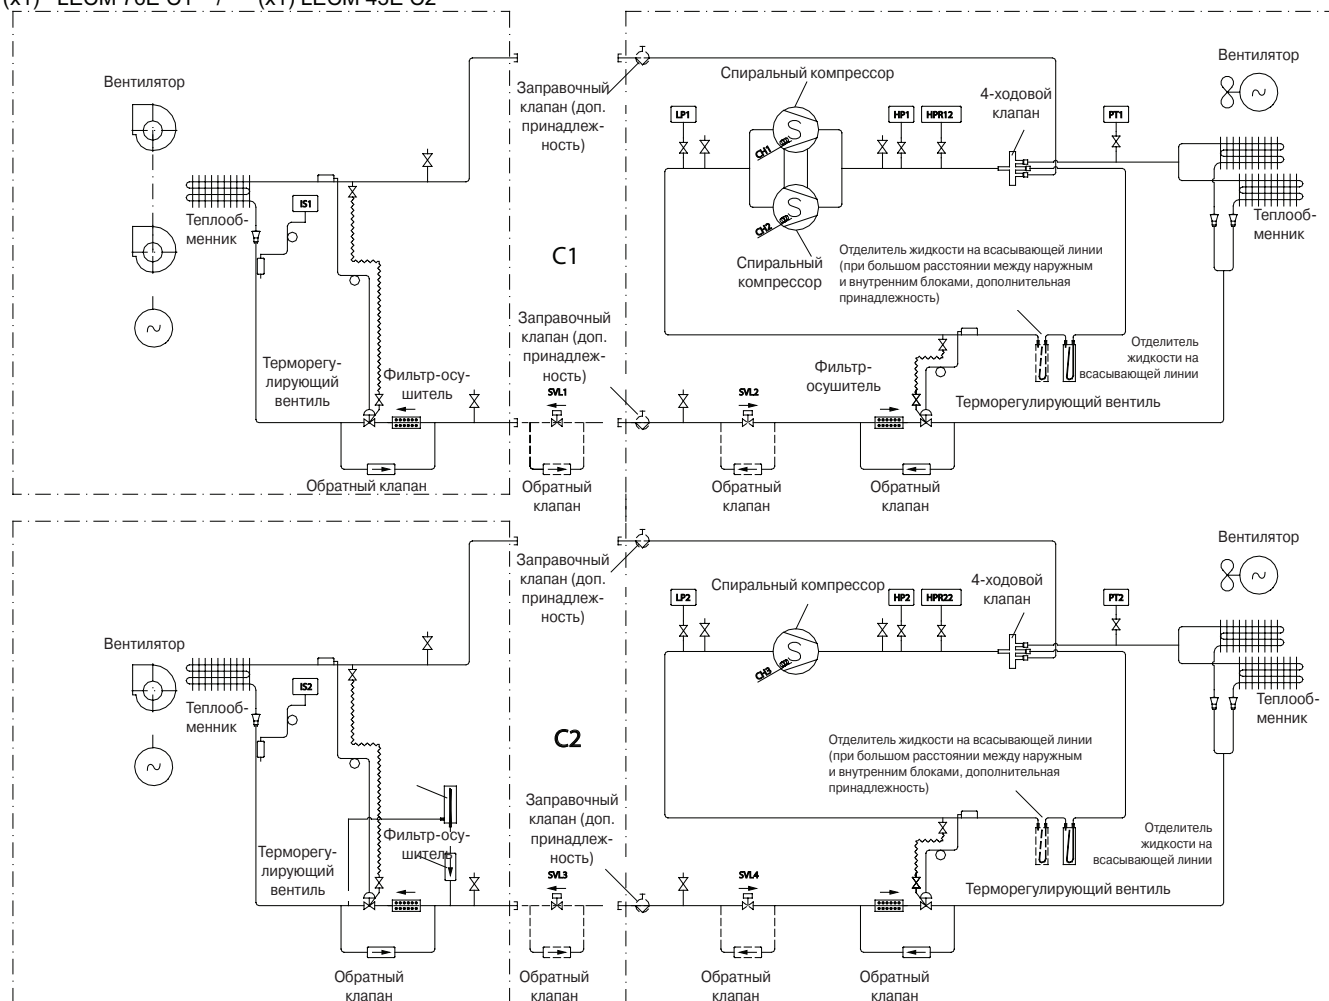 Вентилятор
Теплооб-
менник
IS1
Терморегу-
лирующий
вентиль
Фильтр-осу-
шитель
Обратный клапан
Заправочный
клапан (доп.
принадлеж-
ность)
C1
Заправочный
клапан (доп.
принадлеж-
ность)
SVL1
Обратный
клапан
Спиральный компрессор
LP1
CH1
CH2
HP1
HPR12
4-ходовой
клапан
PT1
Вентилятор
Теплооб-
менник
Спиральный
компрессор
Отделитель жидкости на всасывающей линии
(при большом расстоянии между наружным
и внутренним блоками, дополнительная
принадлежность)
Отделитель
жидкости на
всасывающей линии
Фильтр-
осушитель
Терморегулирующий вентиль
SVL2
Обратный
клапан
Обратный
клапан
Вентилятор
Теплооб-
менник
IS2
Терморегу-
лирующий
вентиль
Фильтр-осу-
шитель
Обратный
клапан
Заправочный
клапан (доп.
принадлеж-
ность)
C2
Заправочный
клапан (доп.
принадлеж-
ность)
SVL3
Обратный
клапан
Спиральный компрессор
LP2
CH3
HP2
HPR22
4-ходовой
клапан
PT2
Вентилятор
Теплооб-
менник
Отделитель жидкости на всасывающей линии
(при большом расстоянии между наружным
и внутренним блоками, дополнительная
принадлежность)
Отделитель
жидкости на
всасывающей линии
Терморегулирующий вентиль
SVL4
Обратный
клапан
Обратный
клапан